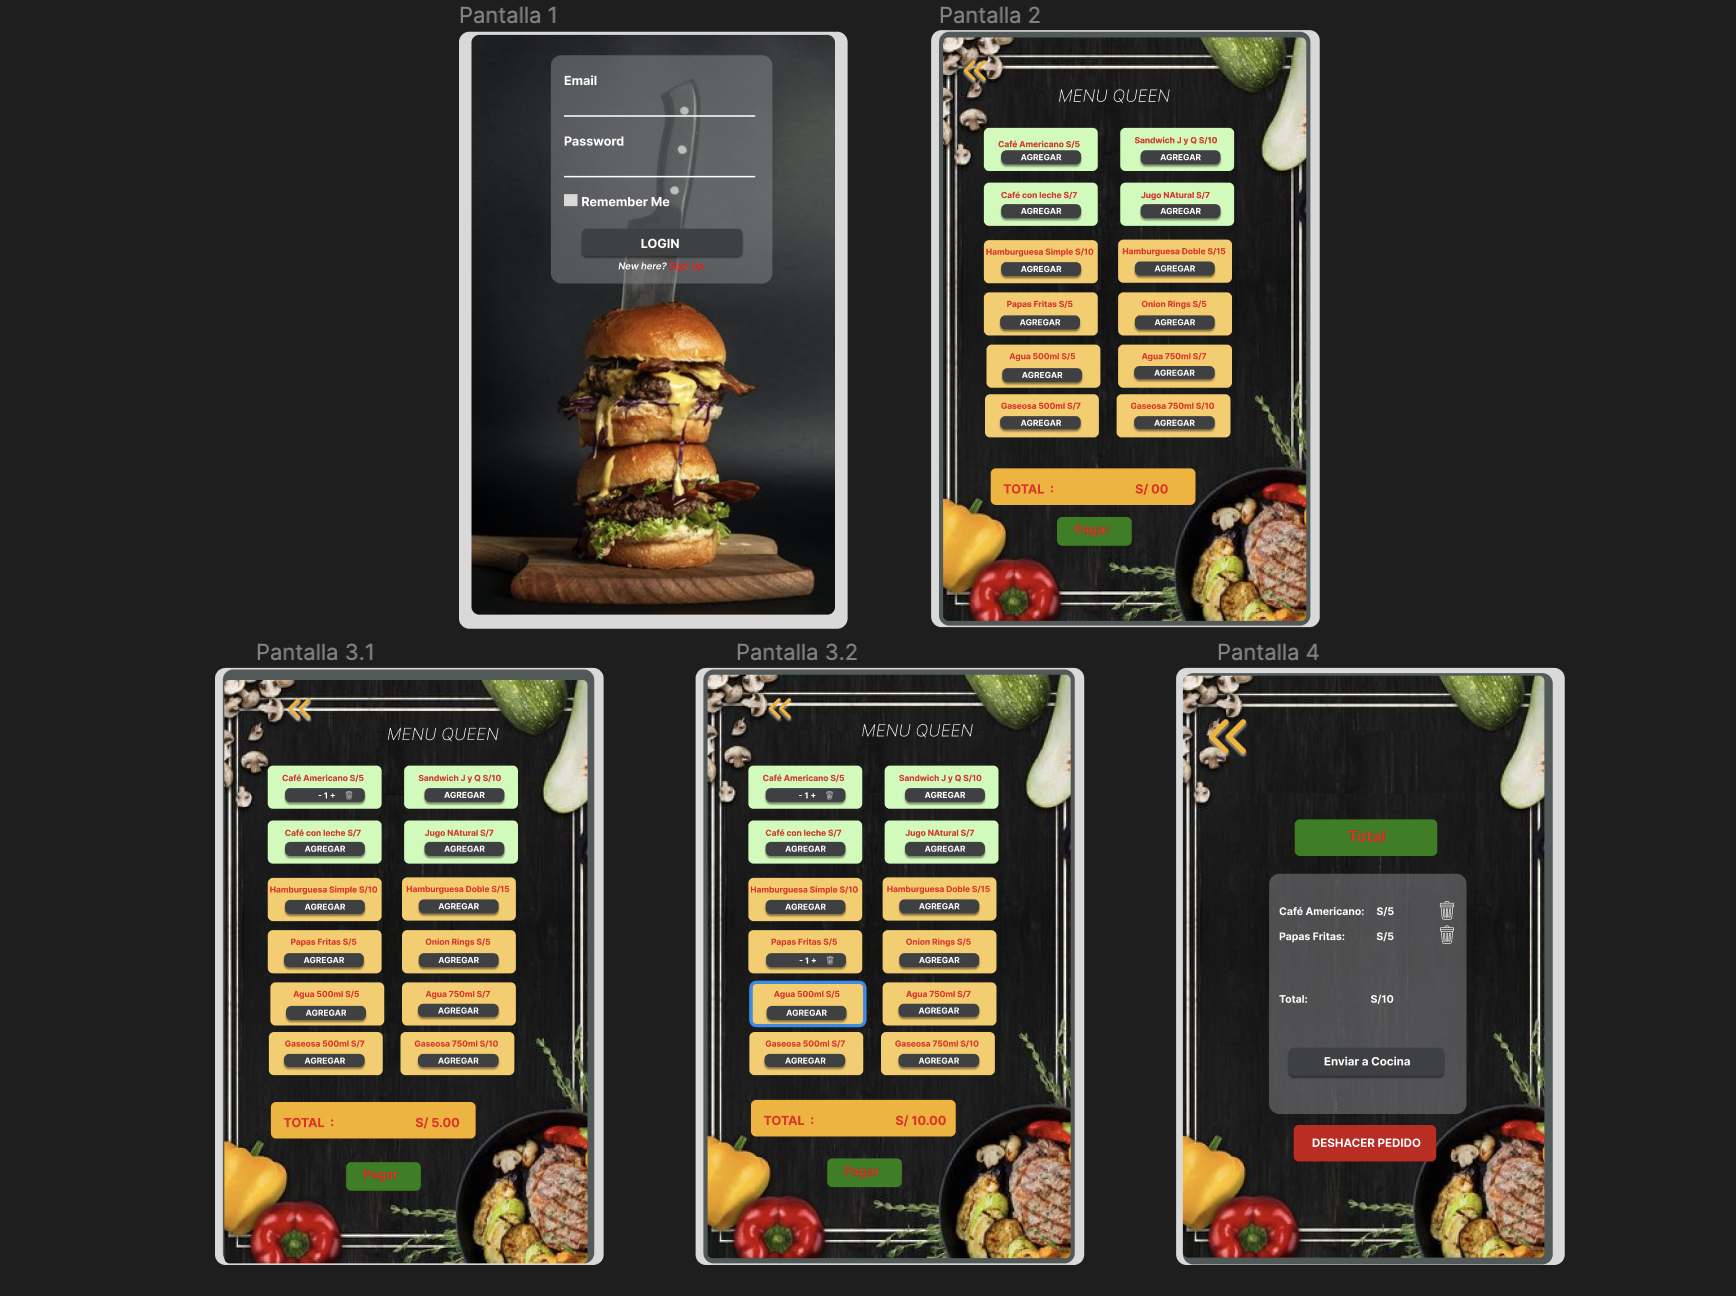 Pantalla 1
Email
Password
Remember Me
LOGIN
New here? Sign Up
Pantalla 2
MENU QUEEN
Café Americano S/5
AGREGAR
Sandwich J y Q S/10
AGREGAR
Café con leche S/7
AGREGAR
Jugo NAtural S/7
AGREGAR
Hamburguesa Simple S/10
AGREGAR
Hamburguesa Doble S/15
AGREGAR
Papas Fritas S/5
AGREGAR
Onion Rings S/5
AGREGAR
Agua 500ml S/5
AGREGAR
Agua 750ml S/7
AGREGAR
Gaseosa 500ml S/7
AGREGAR
Gaseosa 750ml S/10
AGREGAR
TOTAL : S/ 00
Pagar
Pantalla 3.1
MENU QUEEN
Café Americano S/5
- 1 +
Sandwich J y Q S/10
AGREGAR
Café con leche S/7
AGREGAR
Jugo NAtural S/7
AGREGAR
Hamburguesa Simple S/10
AGREGAR
Hamburguesa Doble S/15
AGREGAR
Papas Fritas S/5
AGREGAR
Onion Rings S/5
AGREGAR
Agua 500ml S/5
AGREGAR
Agua 750ml S/7
AGREGAR
Gaseosa 500ml S/7
AGREGAR
Gaseosa 750ml S/10
AGREGAR
TOTAL : S/ 5.00
Pagar
Pantalla 3.2
MENU QUEEN
Café Americano S/5
- 1 +
Sandwich J y Q S/10
AGREGAR
Café con leche S/7
AGREGAR
Jugo NAtural S/7
AGREGAR
Hamburguesa Simple S/10
AGREGAR
Hamburguesa Doble S/15
AGREGAR
Papas Fritas S/5
- 1 +
Onion Rings S/5
AGREGAR
Agua 500ml S/5
AGREGAR
Agua 750ml S/7
AGREGAR
Gaseosa 500ml S/7
AGREGAR
Gaseosa 750ml S/10
AGREGAR
TOTAL : S/ 10.00
Pagar
Pantalla 4
Total
Café Americano: S/5
Papas Fritas: S/5
Total: S/10
Enviar a Cocina
DESHACER PEDIDO